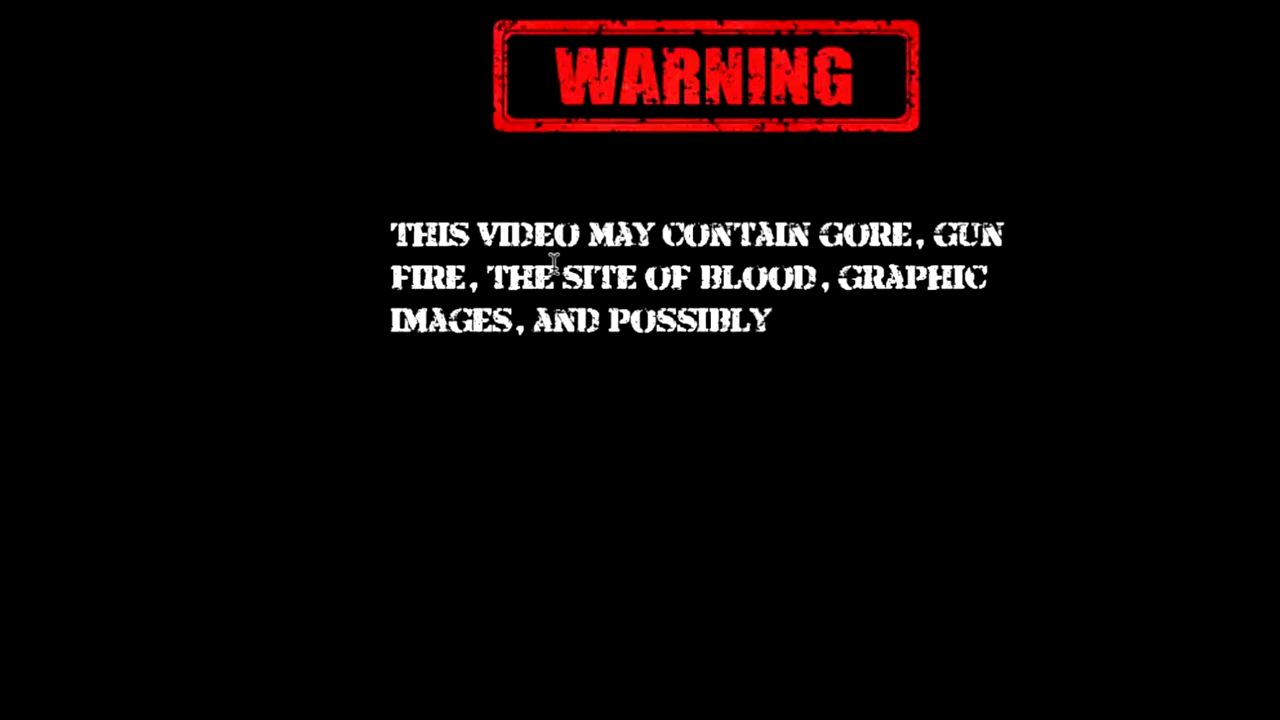 WARNING
THIS VIDEO MAY CONTAIN GORE, GUN
FIRE, THE SITE OF BLOOD, GRAPHIC
IMAGES, AND POSSIBLY